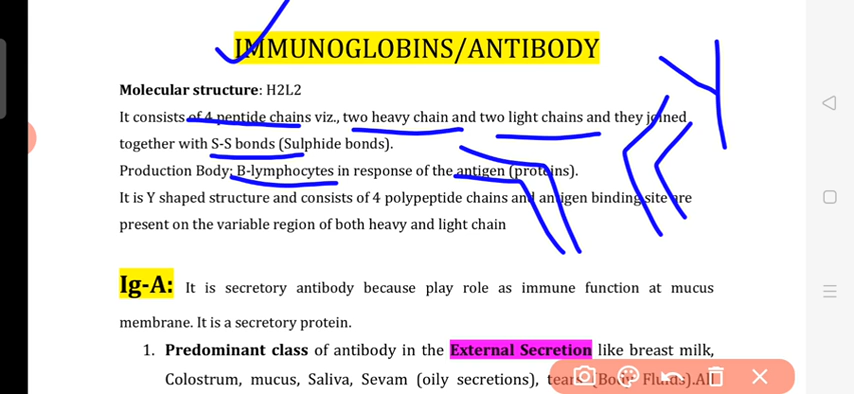 IMMUNOGLOBINS/ANTIBODY
Molecular structure: H2L2
It consists of 4 peptide chains viz., two heavy chain and two light chains and they joined
together with S-S bonds (Sulphide bonds).
Production Body: B-lymphocytes in response of the antigen (proteins).
It is Y shaped structure and consists of 4 polypeptide chains and antigen binding site are
present on the variable region of both heavy and light chain
Ig-A: It is secretory antibody because play role as immune function at mucus
membrane. It is a secretory protein.
1. Predominant class of antibody in the External Secretion like breast milk,
Colostrum, mucus, Saliva, Sevam (oily secretions), tears (Body Fluids).All